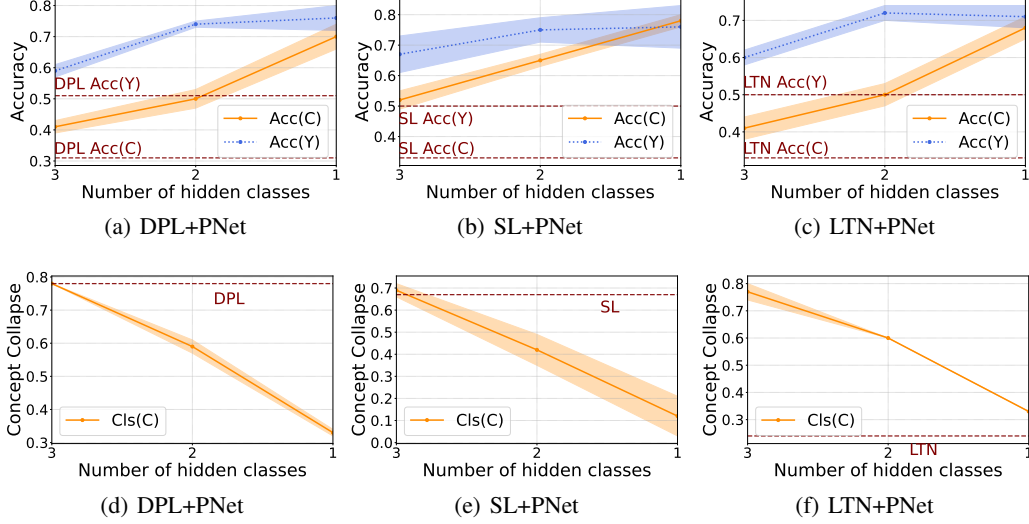 0.8
0.7
0.6
0.5
0.4
0.3
Accuracy
DPL Acc(Y)
DPL Acc(C)
Acc(C)
Acc(Y)
3
2
1
Number of hidden classes
(a) DPL+PNet
0.8
0.7
0.6
0.5
0.4
Accuracy
SL Acc(Y)
SL Acc(C)
Acc(C)
Acc(Y)
3
2
1
Number of hidden classes
(b) SL+PNet
0.7
0.6
0.5
0.4
Accuracy
LTN Acc(Y)
LTN Acc(C)
Acc(C)
Acc(Y)
3
2
1
Number of hidden classes
(c) LTN+PNet
0.8
0.7
0.6
0.5
0.4
0.3
Concept Collapse
DPL
Cls(C)
3
2
1
Number of hidden classes
(d) DPL+PNet
0.7
0.6
0.5
0.4
0.3
0.2
0.1
0.0
Concept Collapse
SL
Cls(C)
3
2
1
Number of hidden classes
(e) SL+PNet
0.8
0.7
0.6
0.5
0.4
0.3
Concept Collapse
Cls(C)
LTN
3
2
1
Number of hidden classes
(f) LTN+PNet